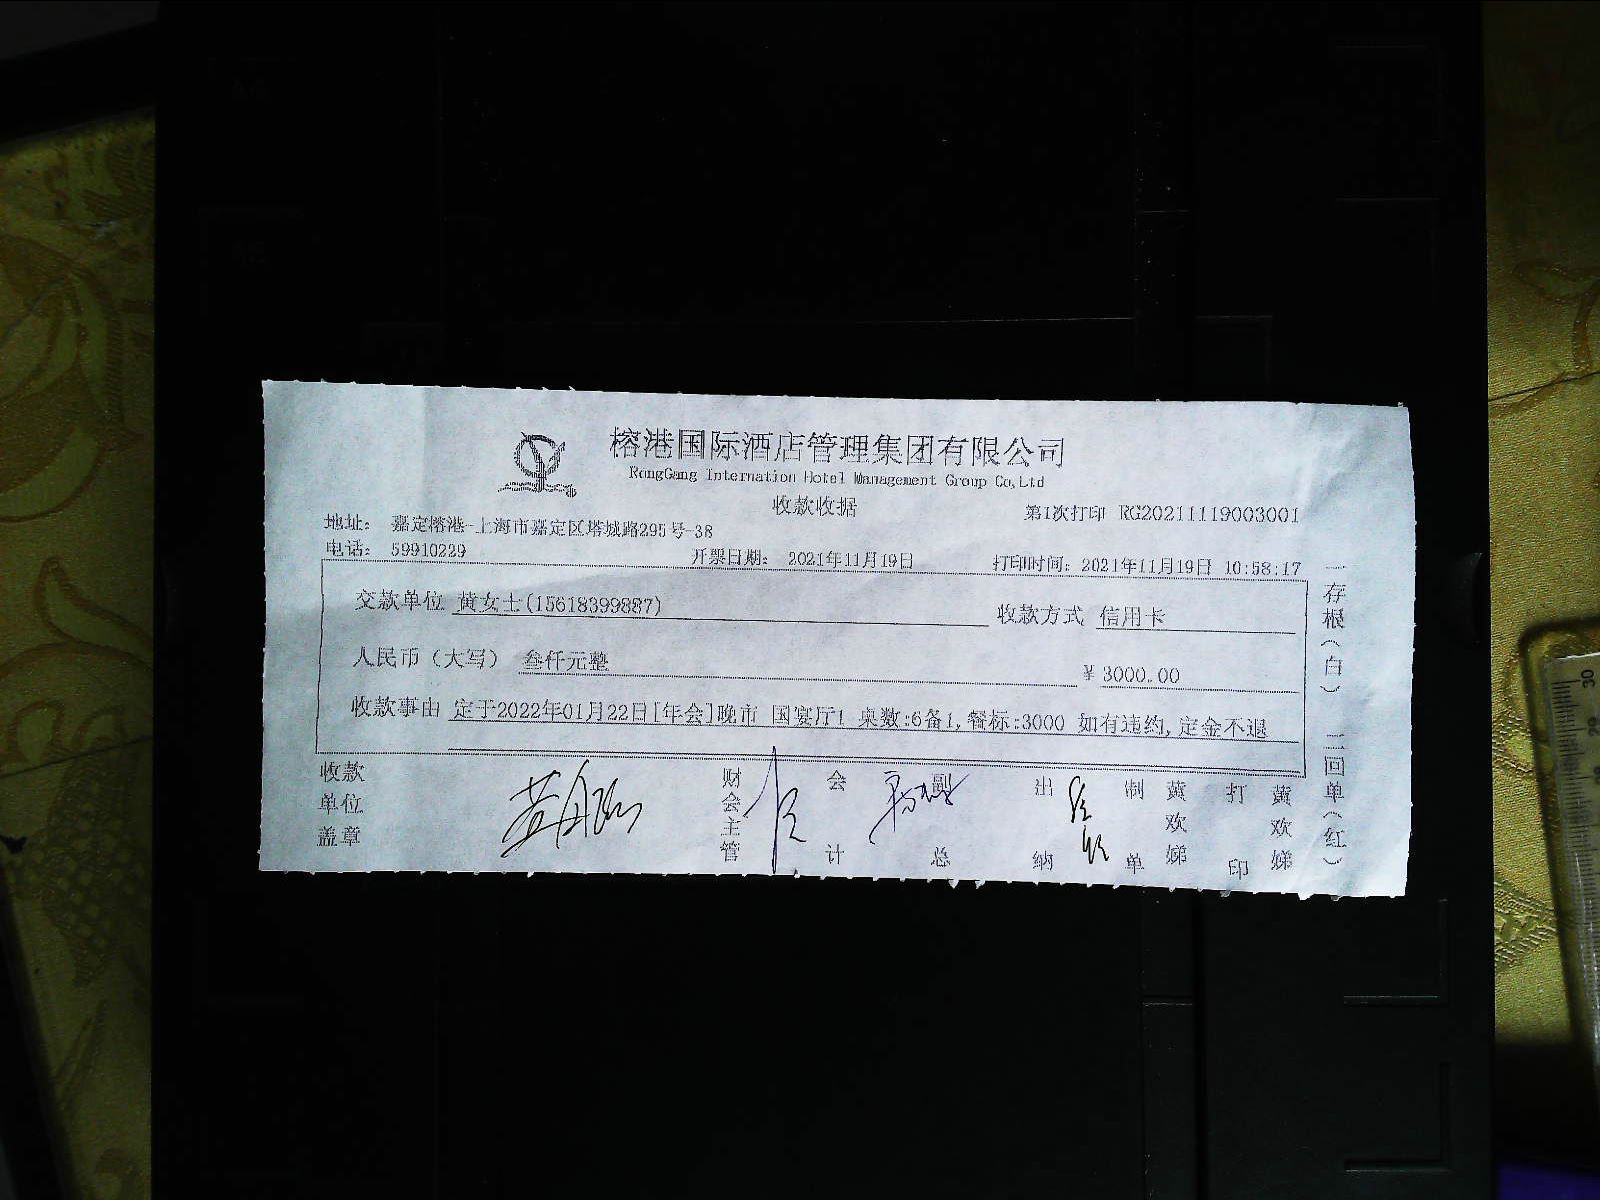 榕港国际酒店管理集团有限公司
RongGang Internation Hotel Management Group Co,Ltd
收款收据
第1次打印 RG20211119003001
地址: 嘉定榕港-上海市嘉定区塔城路295号-38
电话: 59910229 开票日期: 2021年11月19日 打印时间: 2021年11月19日 10:58:17
交款单位 黄女士(15618399887) 收款方式 信用卡
人民币（大写） 叁仟元整 ¥ 3000.00
收款事由 定于2022年01月22日[年会]晚市 国宴厅1 桌数:6备1,餐标:3000 如有违约,定金不退
收款单位盖章 财会主管 会计 副总 出纳 制单 黄欢娣 打印 黄欢娣
一存根（白） 二回单（红）
30